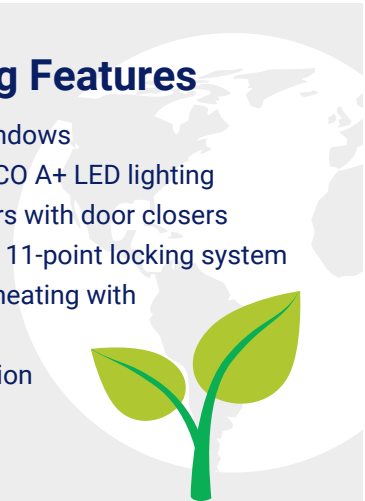 g Features
ndows
CO A+ LED lighting
rs with door closers
11-point locking system
heating with
ion